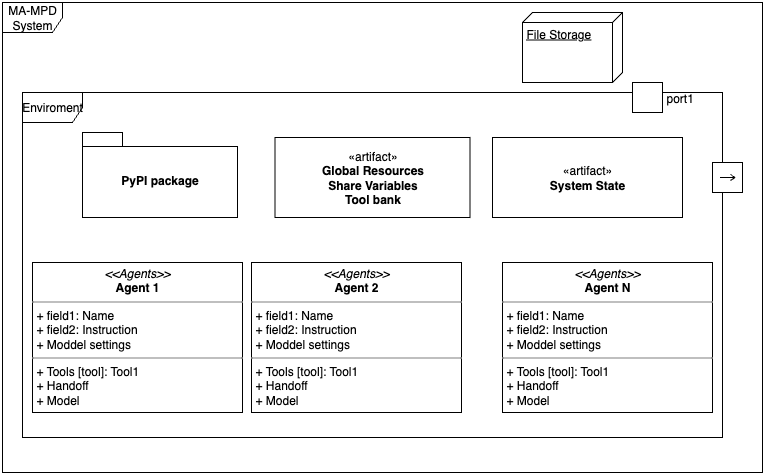 MA-MPD
System
File Storage
Enviroment
port1
PyPI package
«artifact»
Global Resources
Share Variables
Tool bank
«artifact»
System State
<<Agents>>
Agent 1
+ field1: Name
+ field2: Instruction
+ Moddel settings
+ Tools [tool]: Tool1
+ Handoff
+ Model
<<Agents>>
Agent 2
+ field1: Name
+ field2: Instruction
+ Moddel settings
+ Tools [tool]: Tool1
+ Handoff
+ Model
<<Agents>>
Agent N
+ field1: Name
+ field2: Instruction
+ Moddel settings
+ Tools [tool]: Tool1
+ Handoff
+ Model